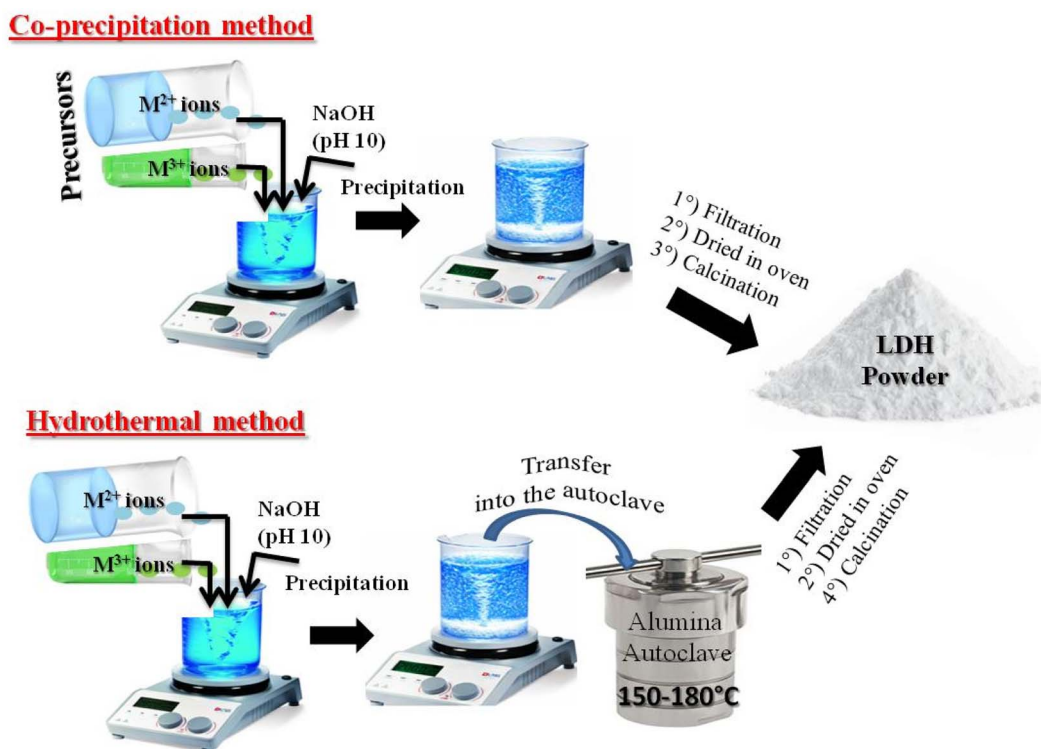 Co-precipitation method
Precursors
M²⁺ ions
M³⁺ ions
NaOH
(pH 10)
Precipitation
1°) Filtration
2°) Dried in oven
3°) Calcination
LDH
Powder
Hydrothermal method
M²⁺ ions
M³⁺ ions
NaOH
(pH 10)
Precipitation
Transfer
into the autoclave
Alumina
Autoclave
150-180°C
1°) Filtration
2°) Dried in oven
4°) Calcination